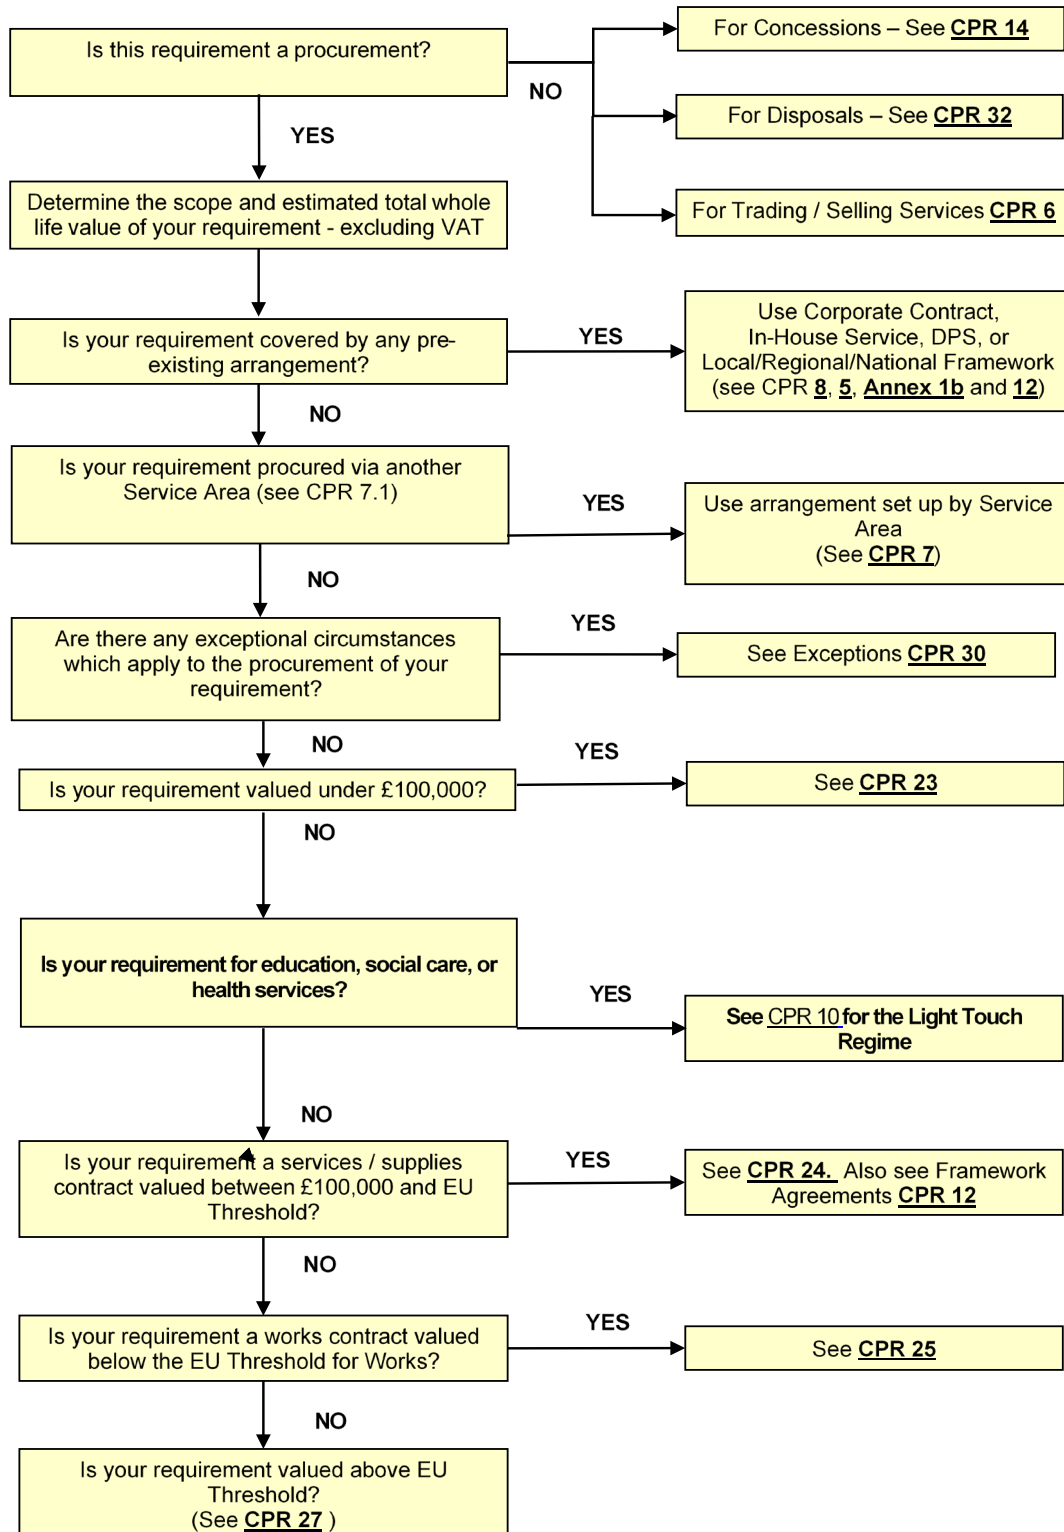 Is this requirement a procurement?
For Concessions – See CPR 14
NO
For Disposals – See CPR 32
YES
Determine the scope and estimated total whole
life value of your requirement - excluding VAT
For Trading / Selling Services CPR 6
Is your requirement covered by any pre-
existing arrangement?
YES
Use Corporate Contract,
In-House Service, DPS, or
Local/Regional/National Framework
(see CPR 8, 5, Annex 1b and 12)
NO
Is your requirement procured via another
Service Area (see CPR 7.1)
YES
Use arrangement set up by Service
Area
(See CPR 7)
NO
Are there any exceptional circumstances
which apply to the procurement of your
requirement?
YES
See Exceptions CPR 30
NO
Is your requirement valued under £100,000?
YES
See CPR 23
NO
Is your requirement for education, social care, or
health services?
YES
See CPR 10 for the Light Touch
Regime
NO
Is your requirement a services / supplies
contract valued between £100,000 and EU
Threshold?
YES
See CPR 24. Also see Framework
Agreements CPR 12
NO
Is your requirement a works contract valued
below the EU Threshold for Works?
YES
See CPR 25
NO
Is your requirement valued above EU
Threshold?
(See CPR 27 )